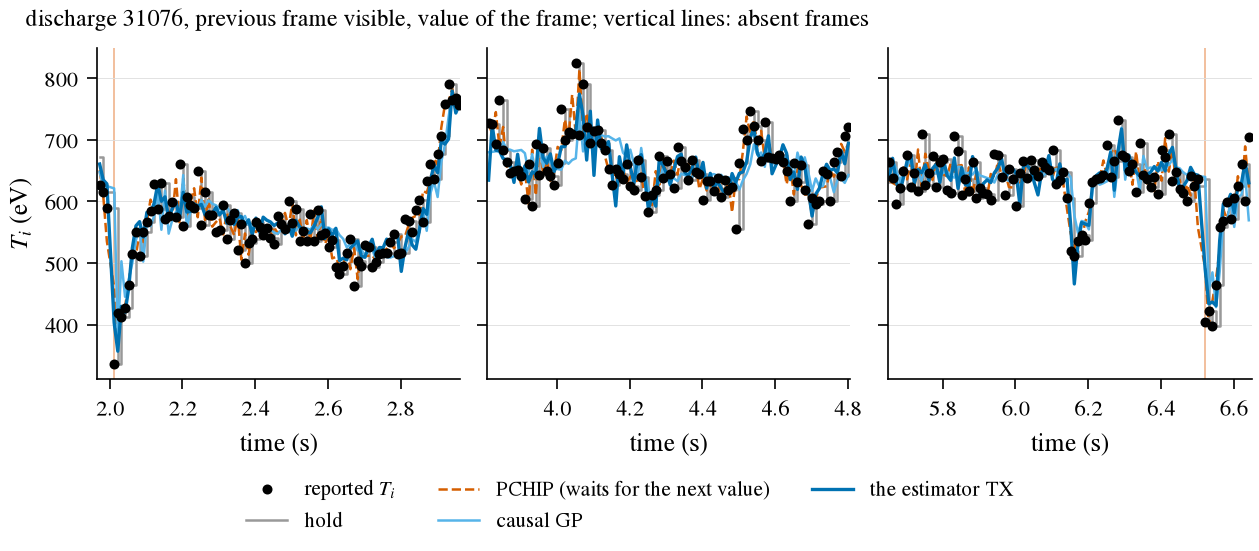 discharge 31076, previous frame visible, value of the frame; vertical lines: absent frames
T_i (eV)
800
700
600
500
400
2.0 2.2 2.4 2.6 2.8
4.0 4.2 4.4 4.6 4.8
5.8 6.0 6.2 6.4 6.6
time (s) time (s) time (s)
reported T_i PCHIP (waits for the next value) the estimator TX
hold causal GP